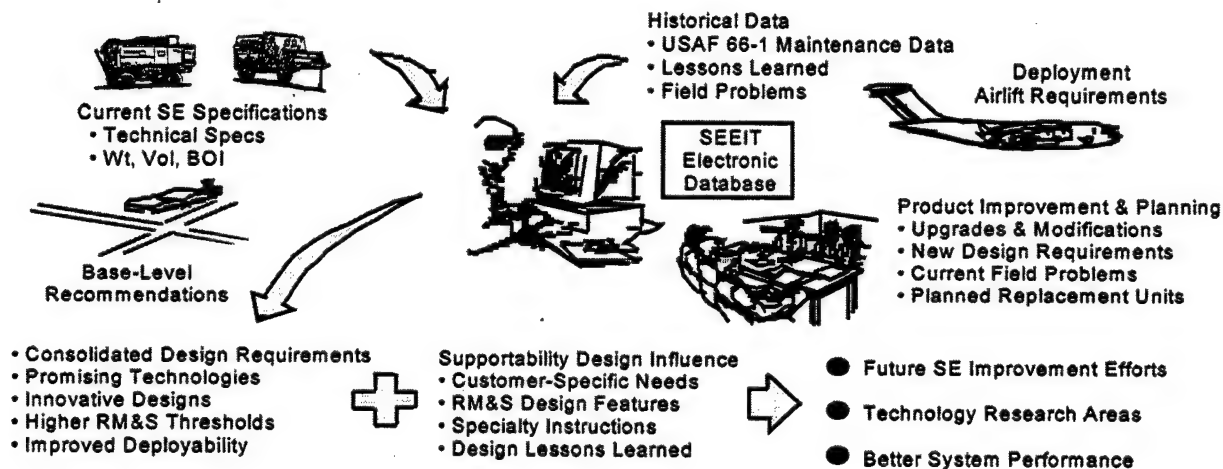 Historical Data
• USAF 66-1 Maintenance Data
• Lessons Learned
• Field Problems
Deployment
Airlift Requirements
Current SE Specifications
• Technical Specs
• Wt, Vol, BOI
SEEIT
Electronic
Database
Base-Level
Recommendations
Product Improvement & Planning
• Upgrades & Modifications
• New Design Requirements
• Current Field Problems
• Planned Replacement Units
• Consolidated Design Requirements
• Promising Technologies
• Innovative Designs
• Higher RM&S Thresholds
• Improved Deployability
Supportability Design Influence
• Customer-Specific Needs
• RM&S Design Features
• Specialty Instructions
• Design Lessons Learned
● Future SE Improvement Efforts
● Technology Research Areas
● Better System Performance